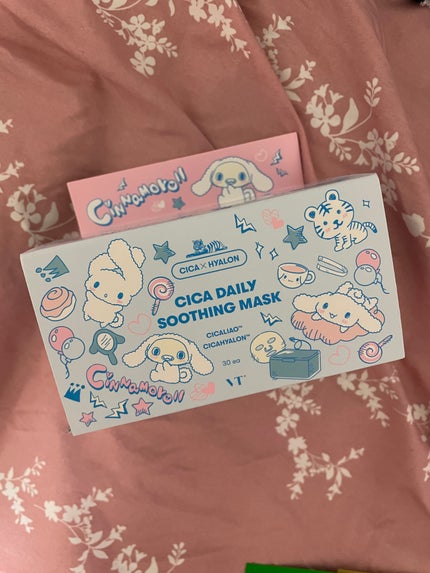 Cinnamoroll
CICA × HYALON
CICA DAILY
SOOTHING MASK
CICALIAO™
CICAHYALON™
30 ea
VT
Cinnamoroll